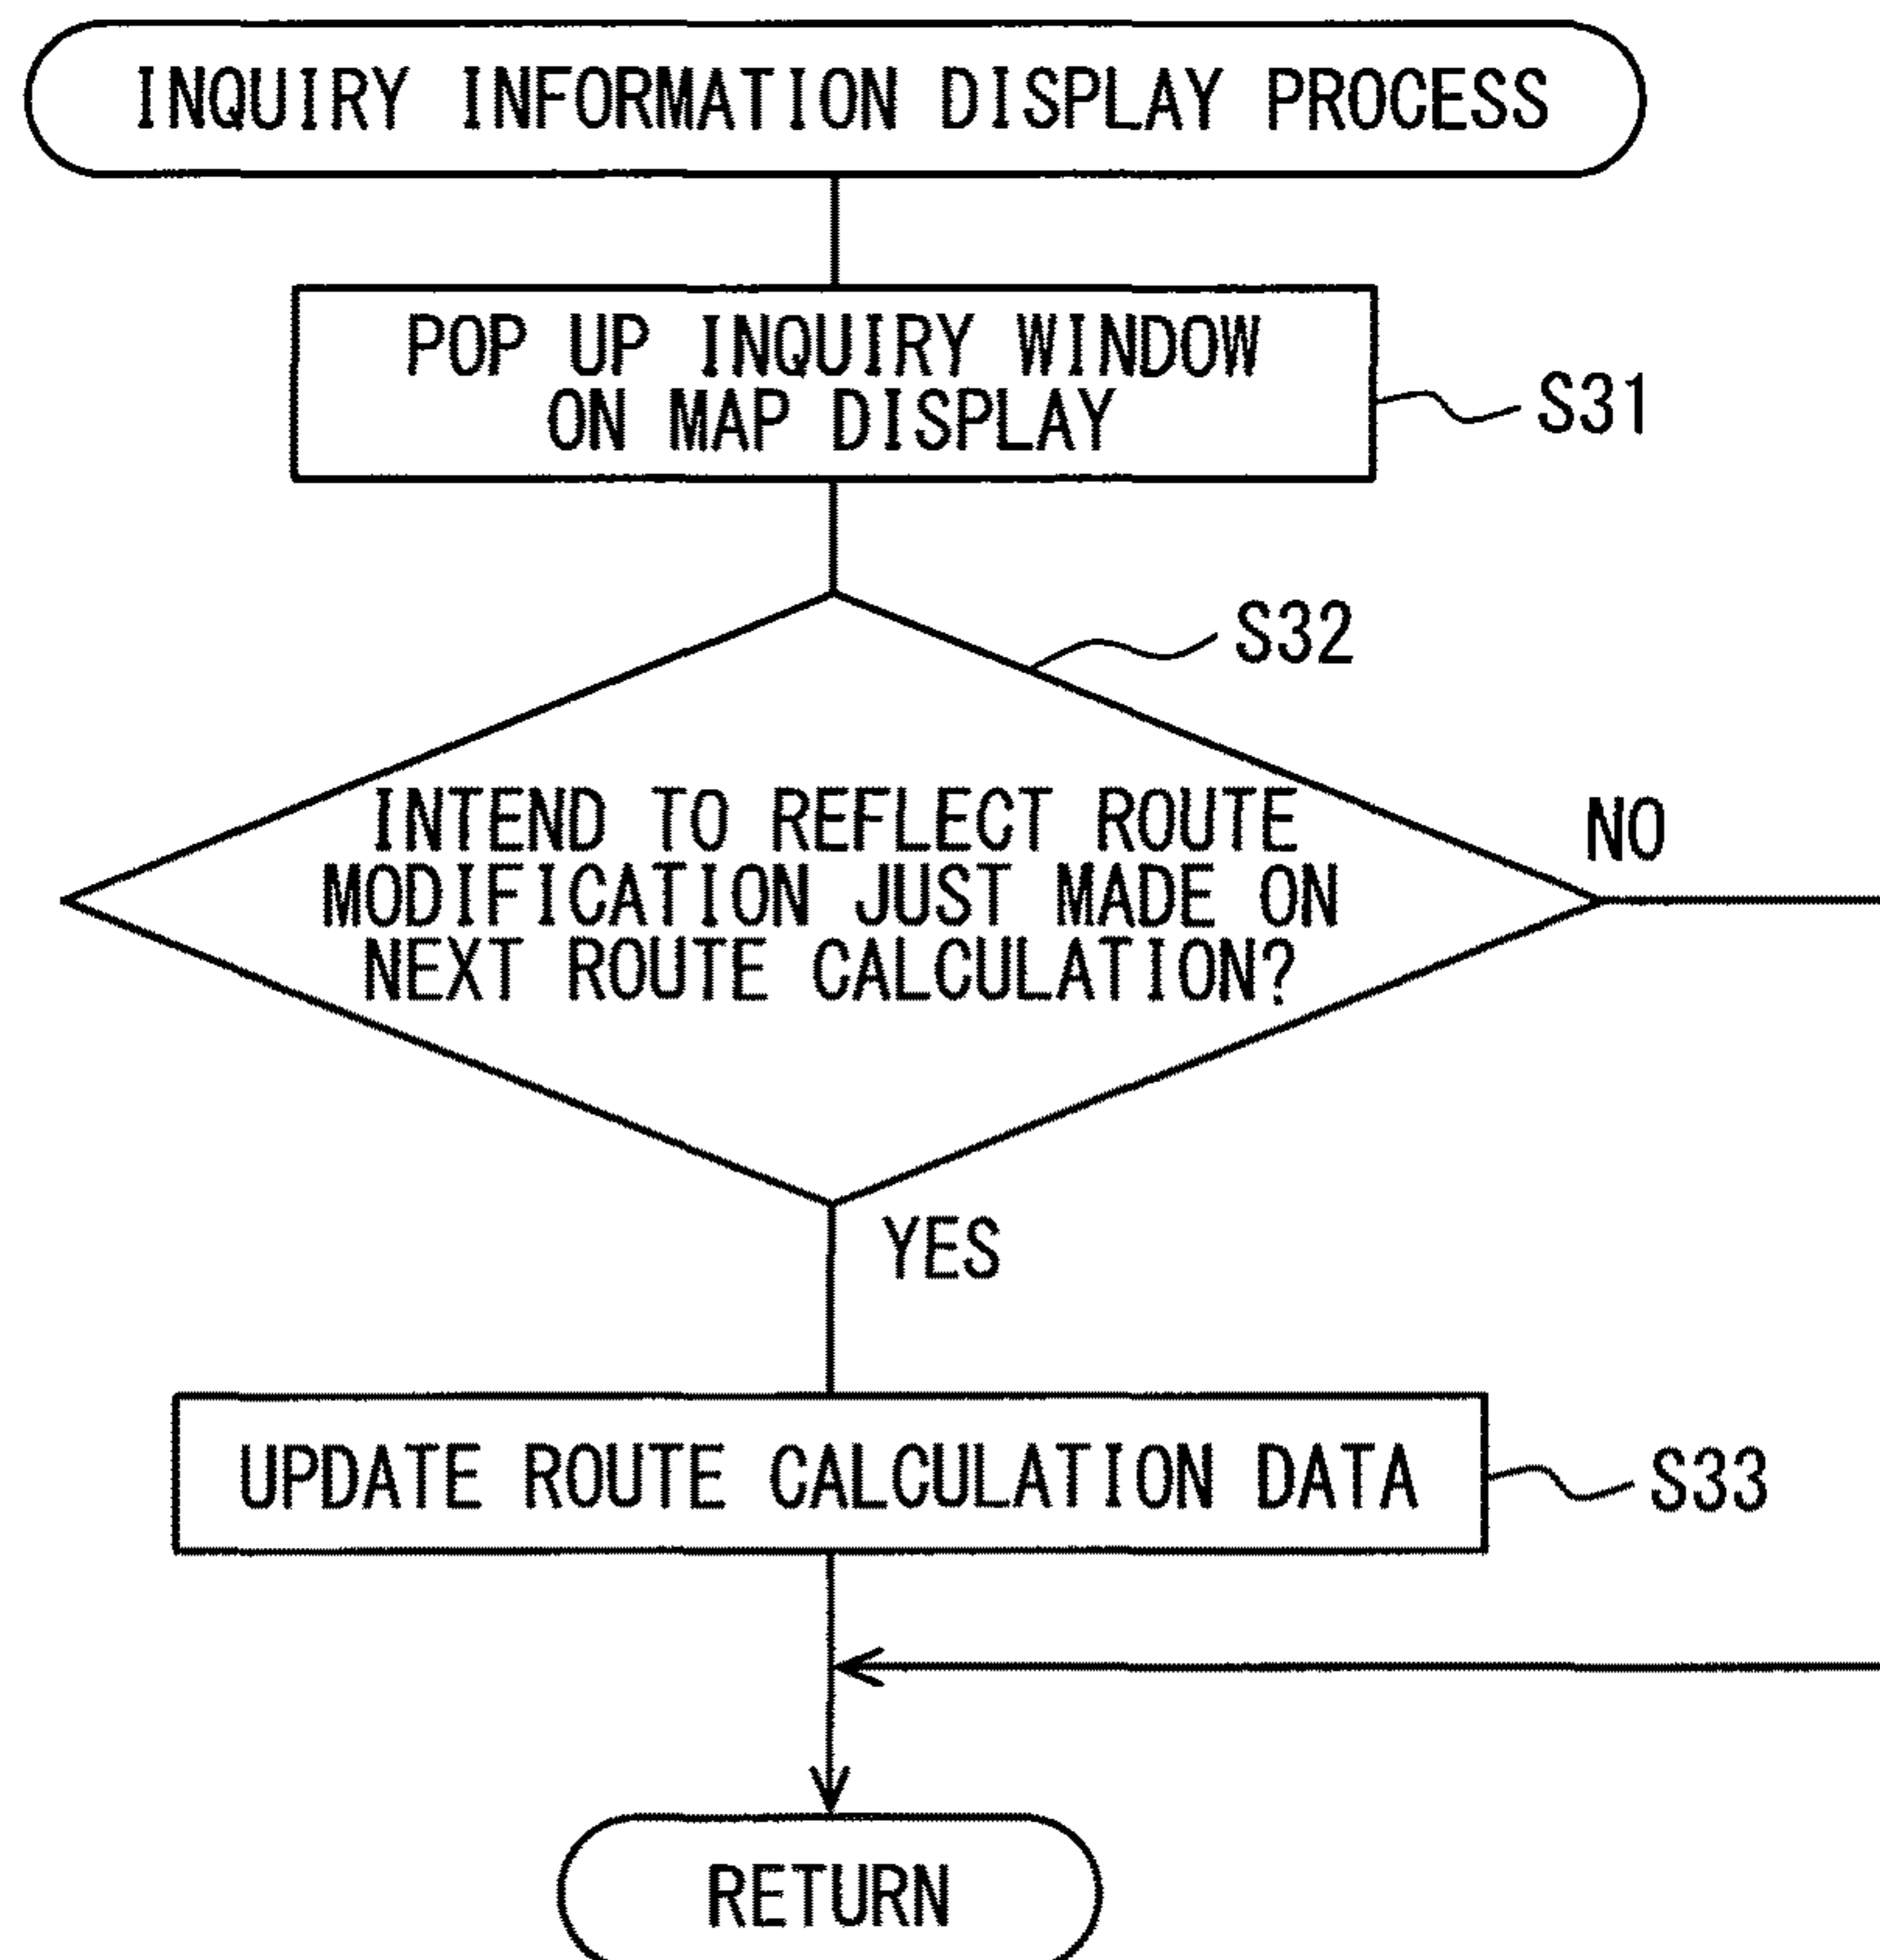 INQUIRY INFORMATION DISPLAY PROCESS
POP UP INQUIRY WINDOW
ON MAP DISPLAY
S31
S32
INTEND TO REFLECT ROUTE
MODIFICATION JUST MADE ON
NEXT ROUTE CALCULATION?
NO
YES
UPDATE ROUTE CALCULATION DATA
S33
RETURN